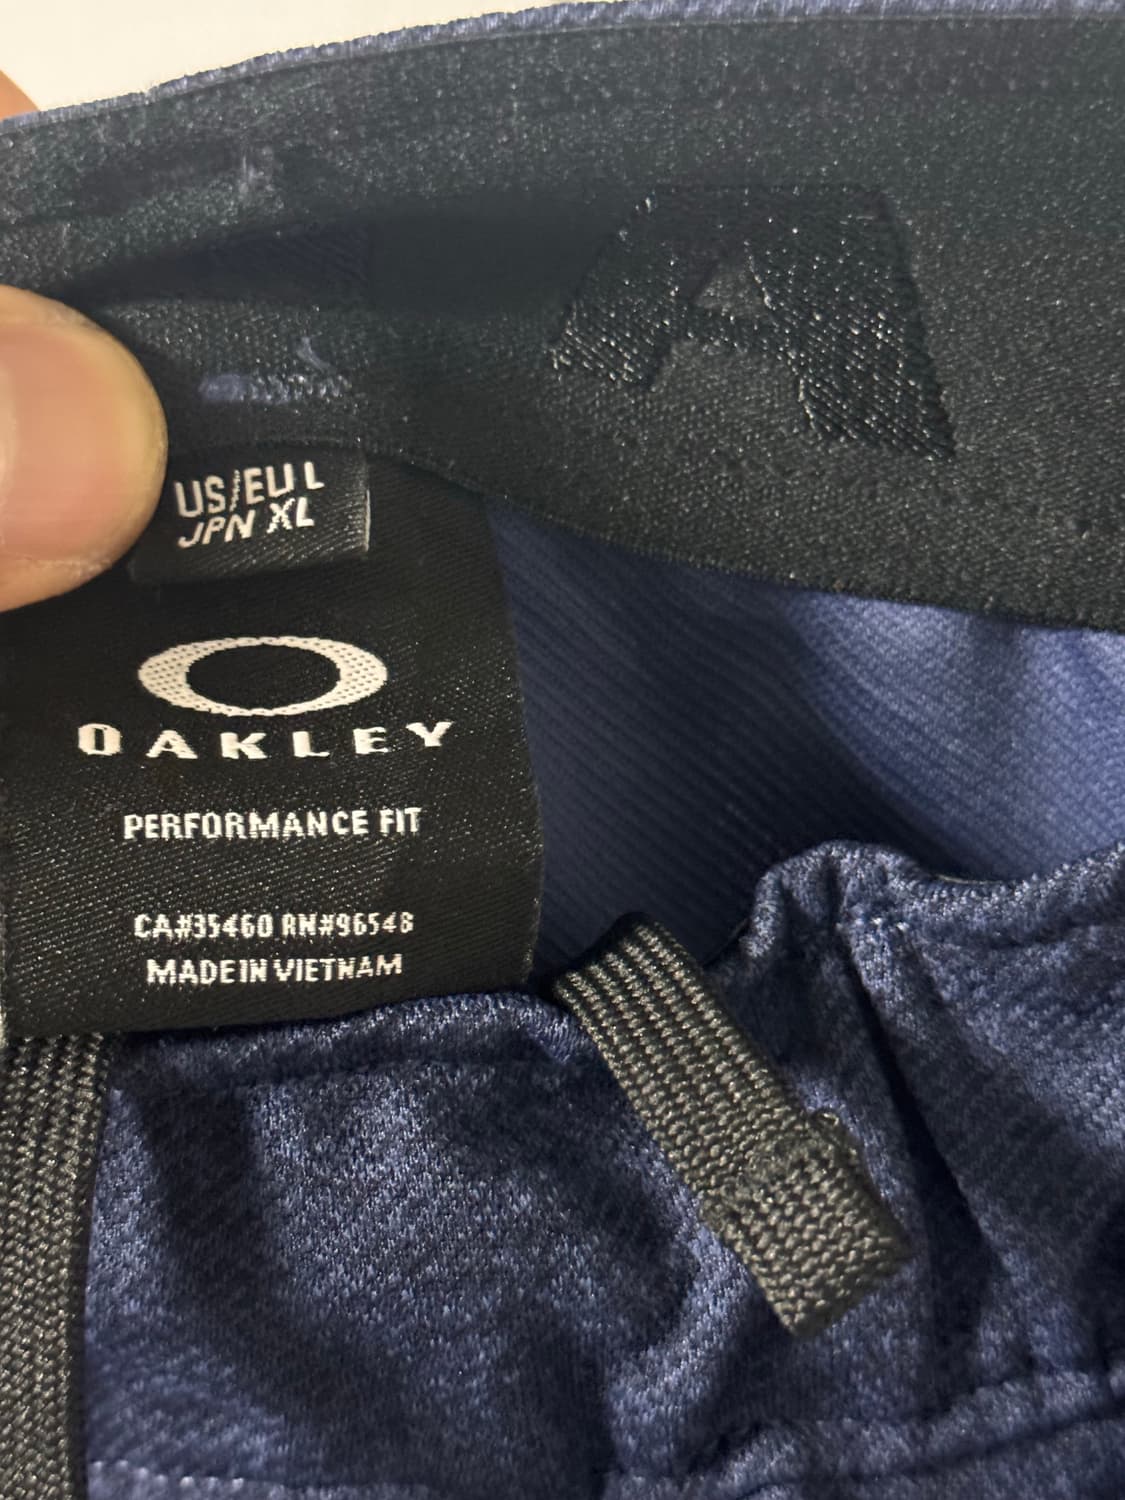 A
US/EU L
JPN XL
OAKLEY
PERFORMANCE FIT
CA#35460 RN#96548
MADE IN VIETNAM